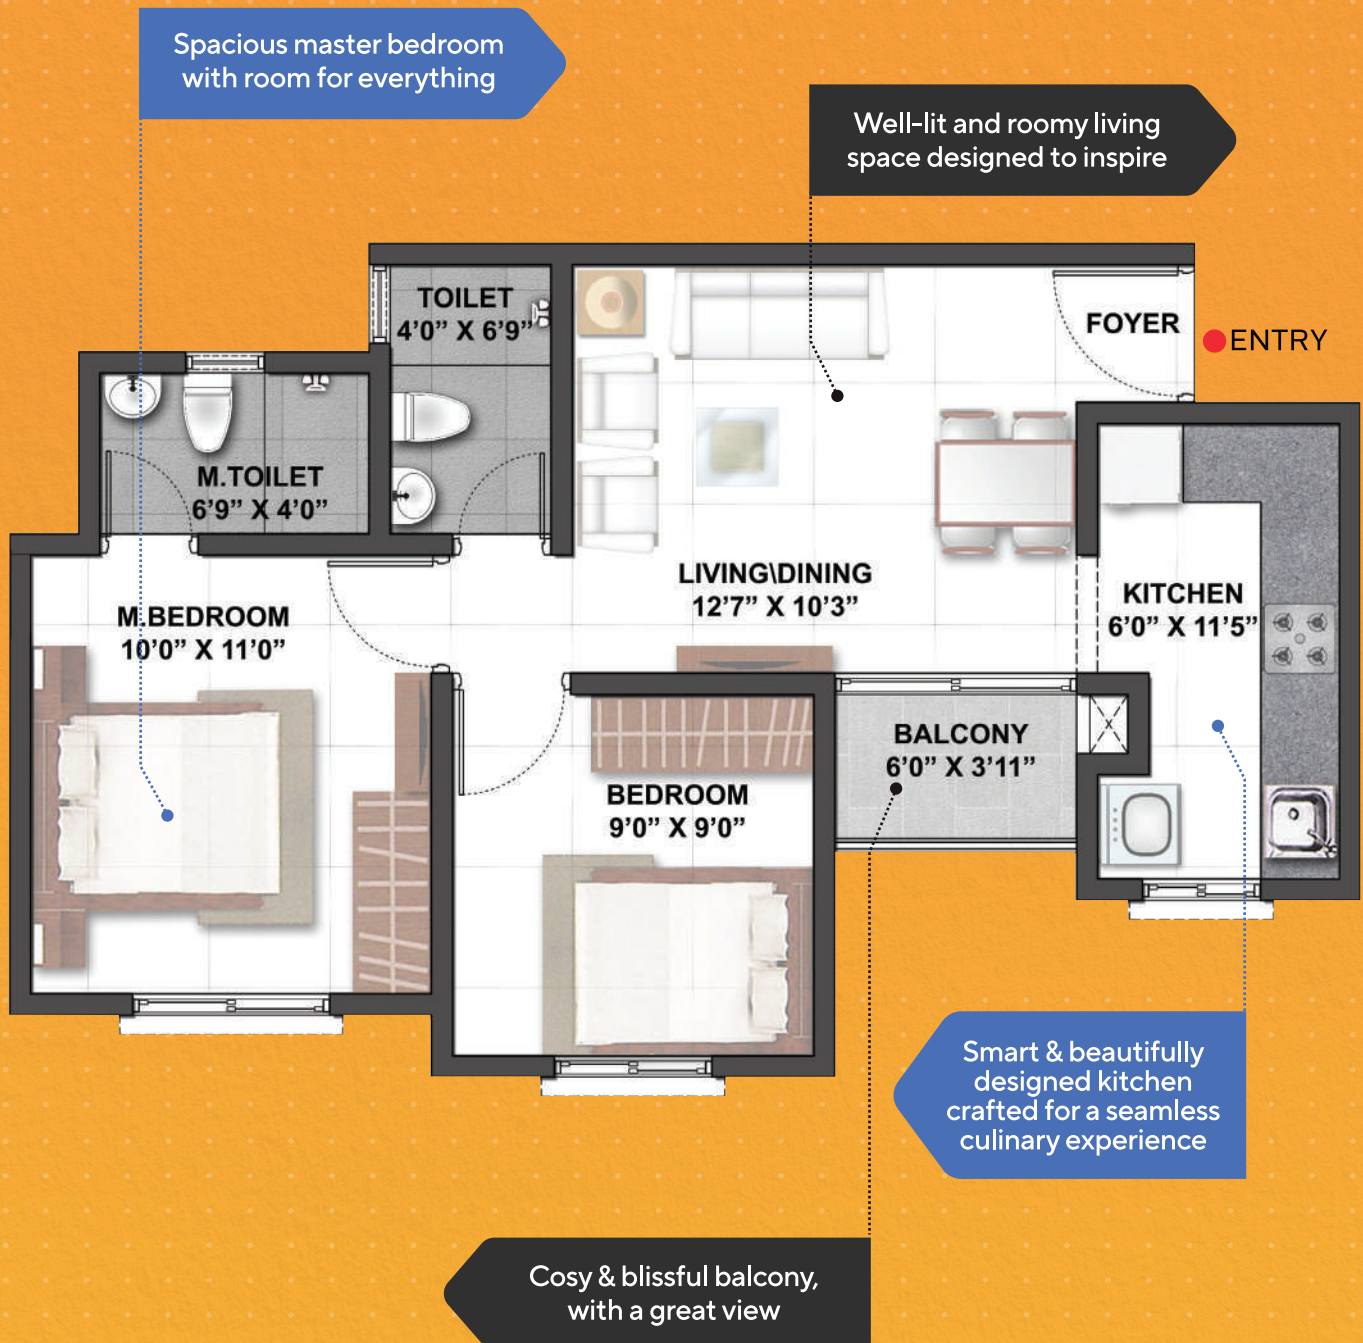 Spacious master bedroom
with room for everything
Well-lit and roomy living
space designed to inspire
TOILET
4'0" X 6'9"
FOYER
ENTRY
M.TOILET
6'9" X 4'0"
LIVING\DINING
12'7" X 10'3"
KITCHEN
6'0" X 11'5"
M.BEDROOM
10'0" X 11'0"
BALCONY
6'0" X 3'11"
BEDROOM
9'0" X 9'0"
Smart & beautifully
designed kitchen
crafted for a seamless
culinary experience
Cosy & blissful balcony,
with a great view